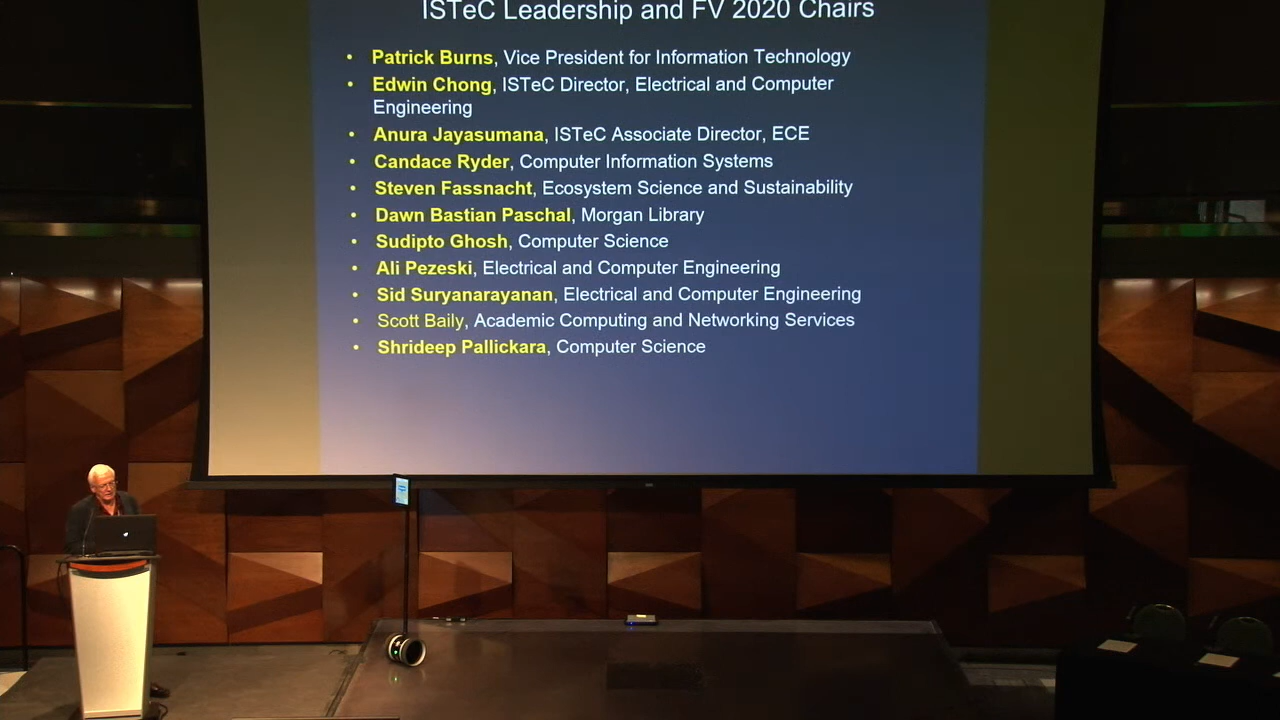 ISTeC Leadership and FV 2020 Chairs
• Patrick Burns, Vice President for Information Technology
• Edwin Chong, ISTeC Director, Electrical and Computer
Engineering
• Anura Jayasumana, ISTeC Associate Director, ECE
• Candace Ryder, Computer Information Systems
• Steven Fassnacht, Ecosystem Science and Sustainability
• Dawn Bastian Paschal, Morgan Library
• Sudipto Ghosh, Computer Science
• Ali Pezeski, Electrical and Computer Engineering
• Sid Suryanarayanan, Electrical and Computer Engineering
• Scott Baily, Academic Computing and Networking Services
• Shrideep Pallickara, Computer Science